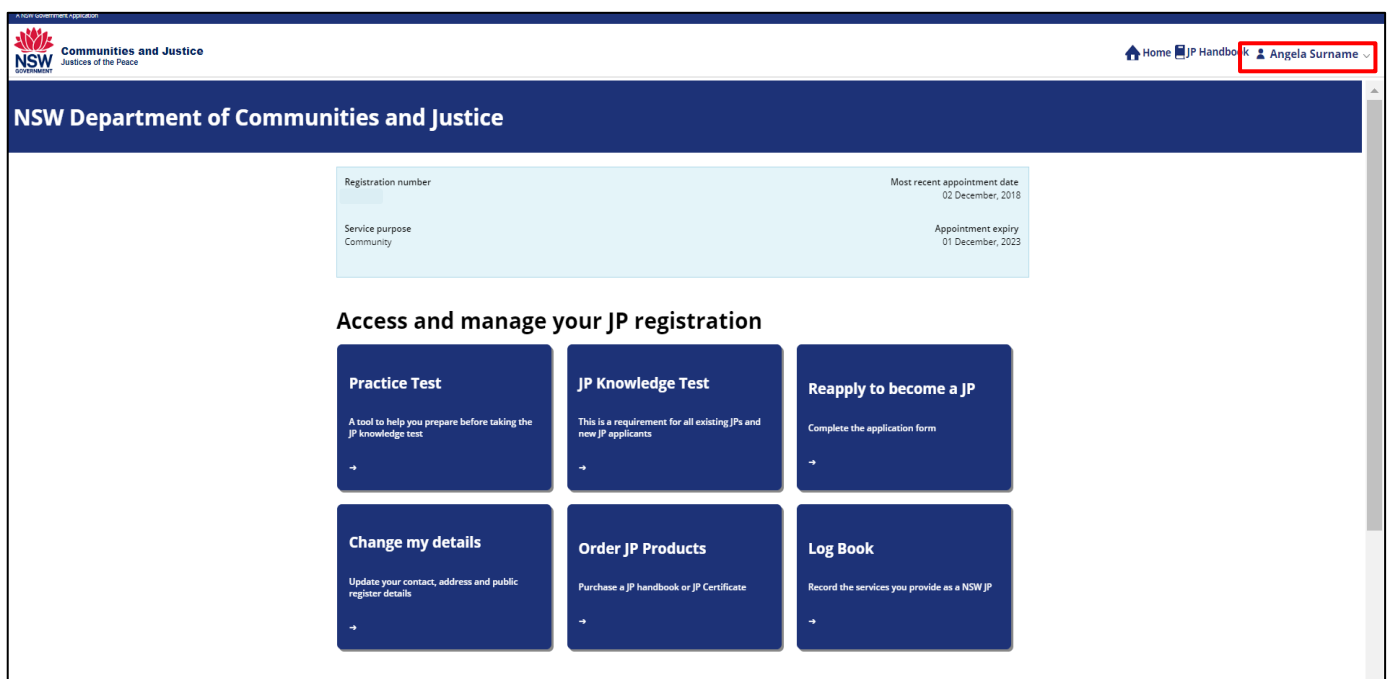 A NSW Government Application
NSW
GOVERNMENT
Communities and Justice
Justices of the Peace
Home JP Handbook Angela Surname
NSW Department of Communities and Justice
Registration number
Most recent appointment date
02 December, 2018
Service purpose
Community
Appointment expiry
01 December, 2023
Access and manage your JP registration
Practice Test
A tool to help you prepare before taking the
JP knowledge test
→
JP Knowledge Test
This is a requirement for all existing JPs and
new JP applicants
→
Reapply to become a JP
Complete the application form
→
Change my details
Update your contact, address and public
register details
→
Order JP Products
Purchase a JP handbook or JP Certificate
→
Log Book
Record the services you provide as a NSW JP
→